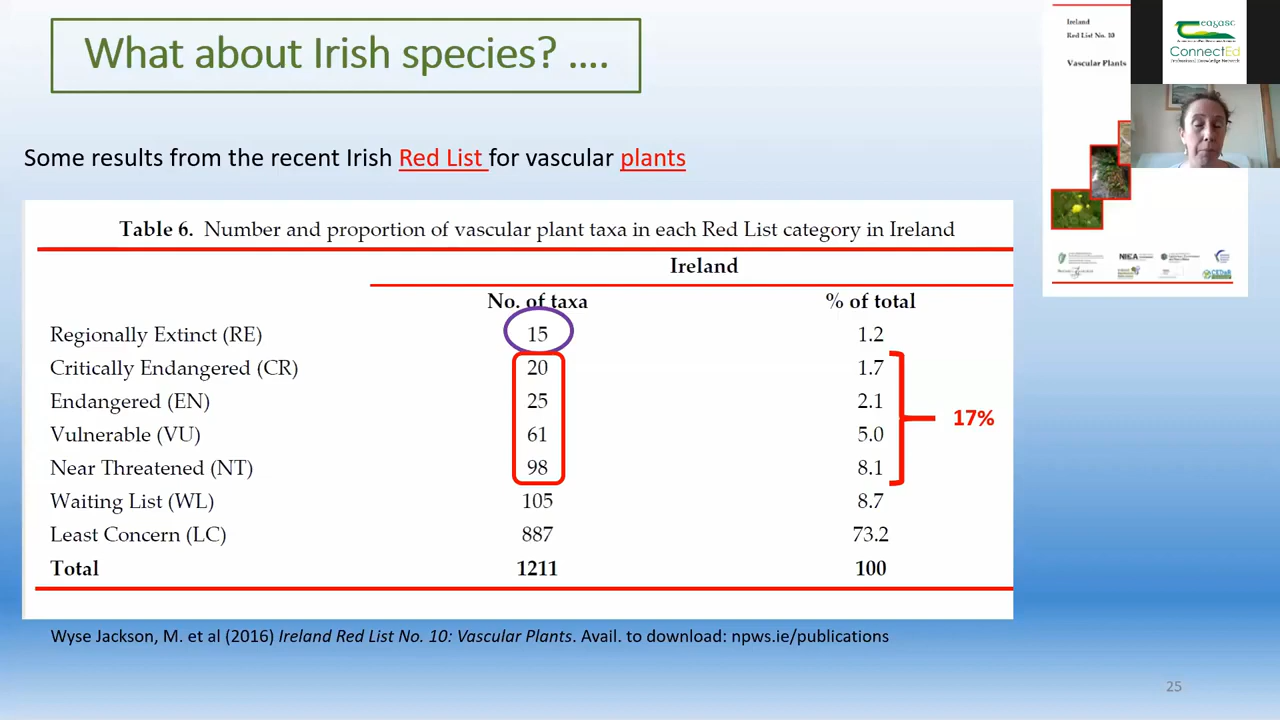 What about Irish species? ....
Some results from the recent Irish Red List for vascular plants
Table 6. Number and proportion of vascular plant taxa in each Red List category in Ireland
Ireland
No. of taxa % of total
Regionally Extinct (RE) 15 1.2
Critically Endangered (CR) 20 1.7
Endangered (EN) 25 2.1
Vulnerable (VU) 61 5.0
Near Threatened (NT) 98 8.1
17%
Waiting List (WL) 105 8.7
Least Concern (LC) 887 73.2
Total 1211 100
Wyse Jackson, M. et al (2016) Ireland Red List No. 10: Vascular Plants. Avail. to download: npws.ie/publications
25
Ireland
Red List No. 10
Vascular Plants
NIEA
CEDaR
eagasc
ConnectEd